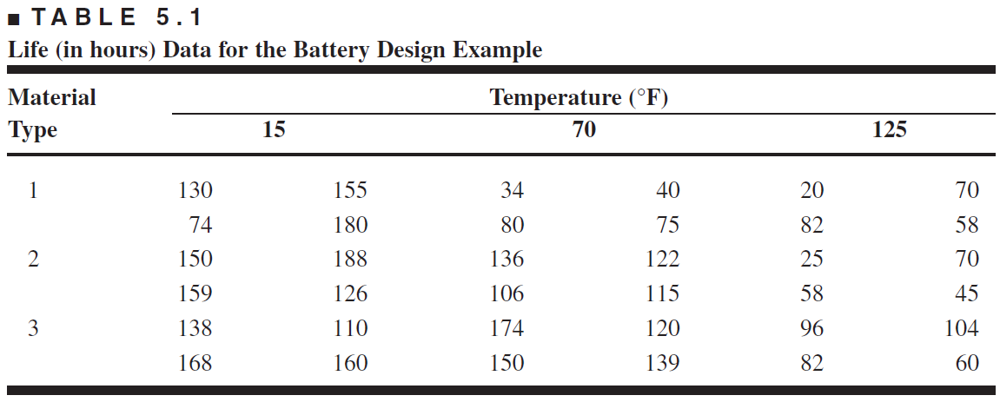 ■ TABLE 5.1
Life (in hours) Data for the Battery Design Example
Material Temperature (°F)
Type 15 70 125
1 130 155 34 40 20 70
74 180 80 75 82 58
2 150 188 136 122 25 70
159 126 106 115 58 45
3 138 110 174 120 96 104
168 160 150 139 82 60